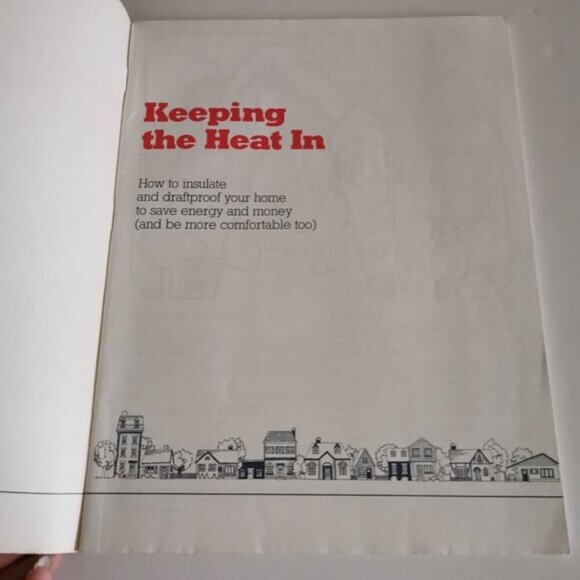 Keeping
the Heat In
How to insulate
and draftproof your home
to save energy and money
(and be more comfortable too)